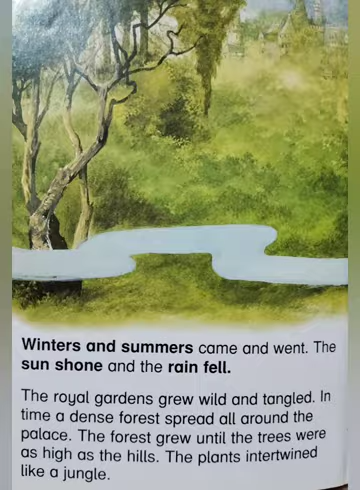 Winters and summers came and went. The
sun shone and the rain fell.
The royal gardens grew wild and tangled. In
time a dense forest spread all around the
palace. The forest grew until the trees were
as high as the hills. The plants intertwined
like a jungle.